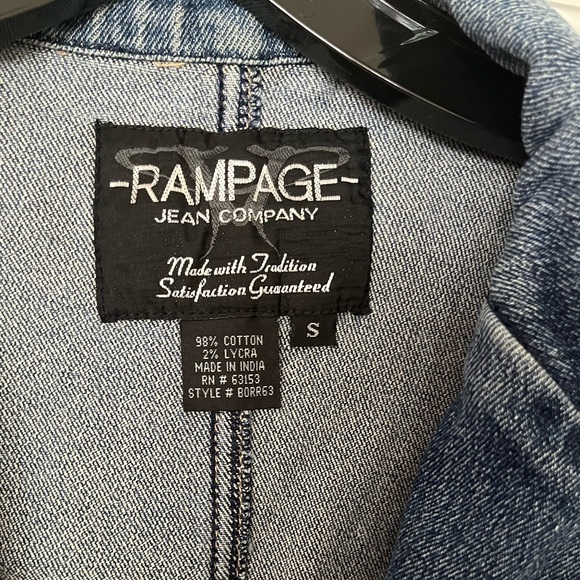 -RAMPAGE-
JEAN COMPANY
Made with Tradition
Satisfaction Guaranteed
S
98% COTTON
2% LYCRA
MADE IN INDIA
RN # 63153
STYLE # BORR63